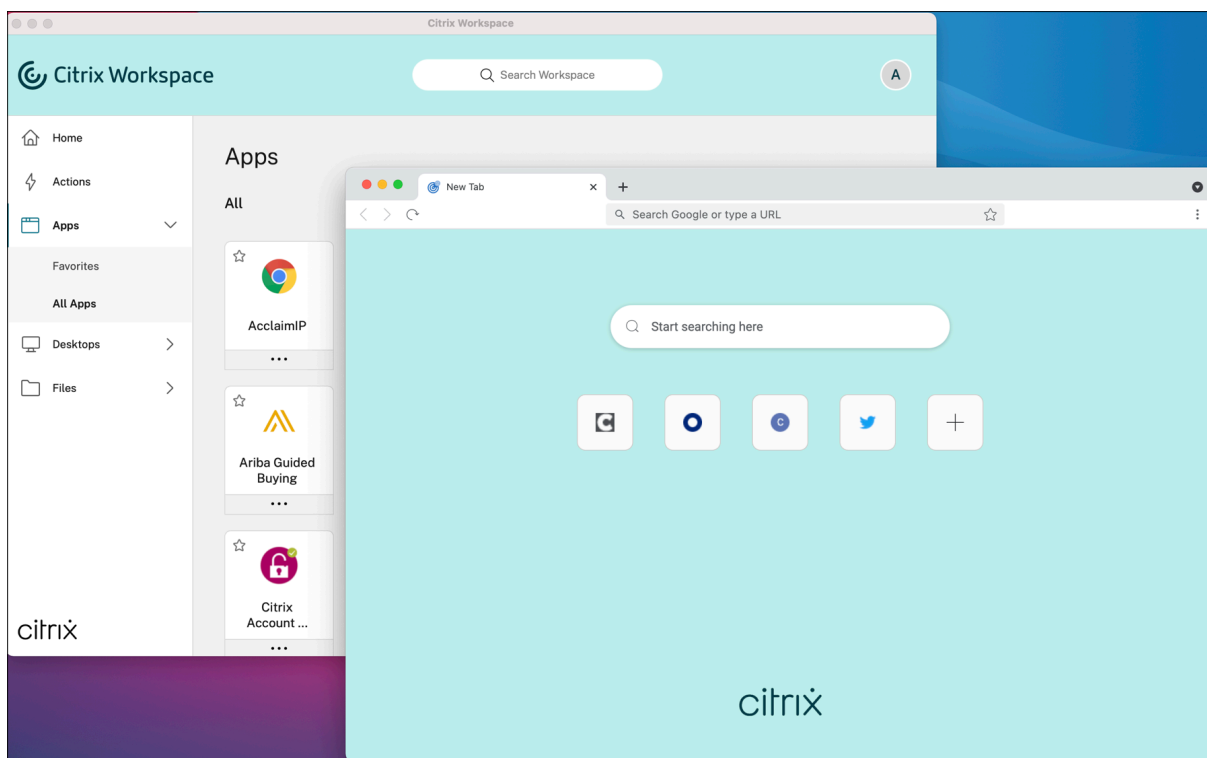 Citrix Workspace
Citrix Workspace
Search Workspace
A
Home
Actions
Apps
Favorites
All Apps
Desktops
Files
citrix
Apps
All
AcclaimIP
Ariba Guided
Buying
Citrix
Account ...
New Tab
Search Google or type a URL
Start searching here
C
C
citrix